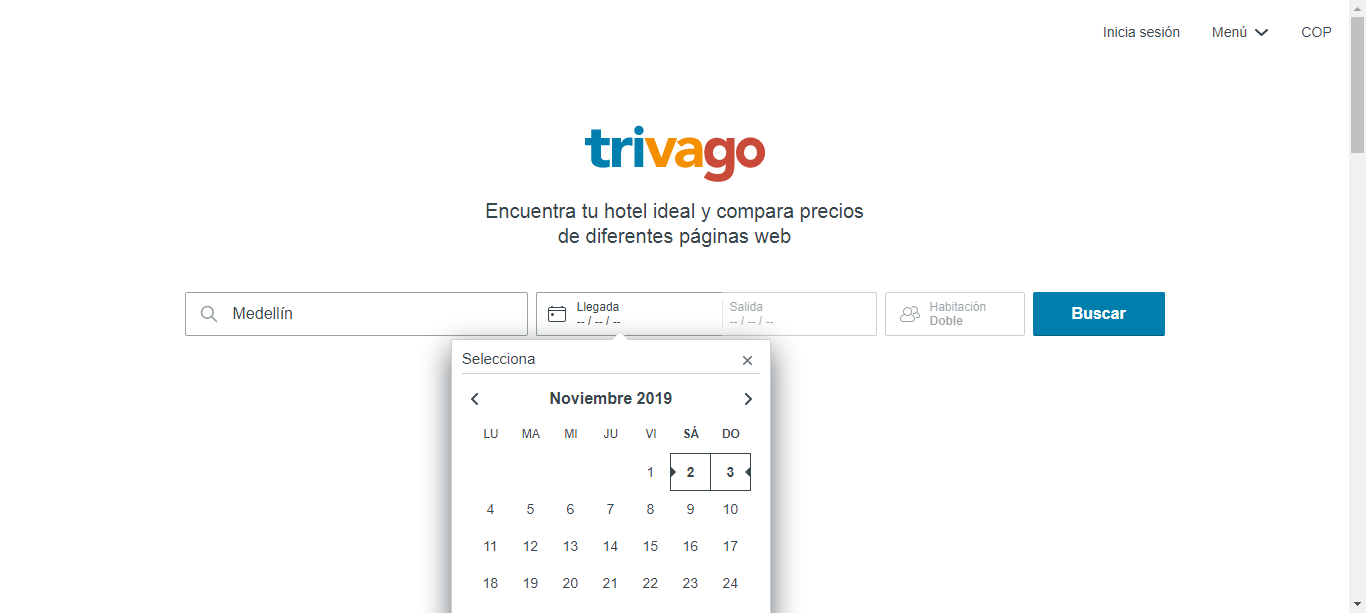 Inicia sesión Menú COP
trivago
Encuentra tu hotel ideal y compara precios
de diferentes páginas web
Medellín
Llegada
-- / -- / --
Salida
-- / -- / --
Habitación
Doble
Buscar
Selecciona
Noviembre 2019
LU MA MI JU VI SÁ DO
1 2 3
4 5 6 7 8 9 10
11 12 13 14 15 16 17
18 19 20 21 22 23 24